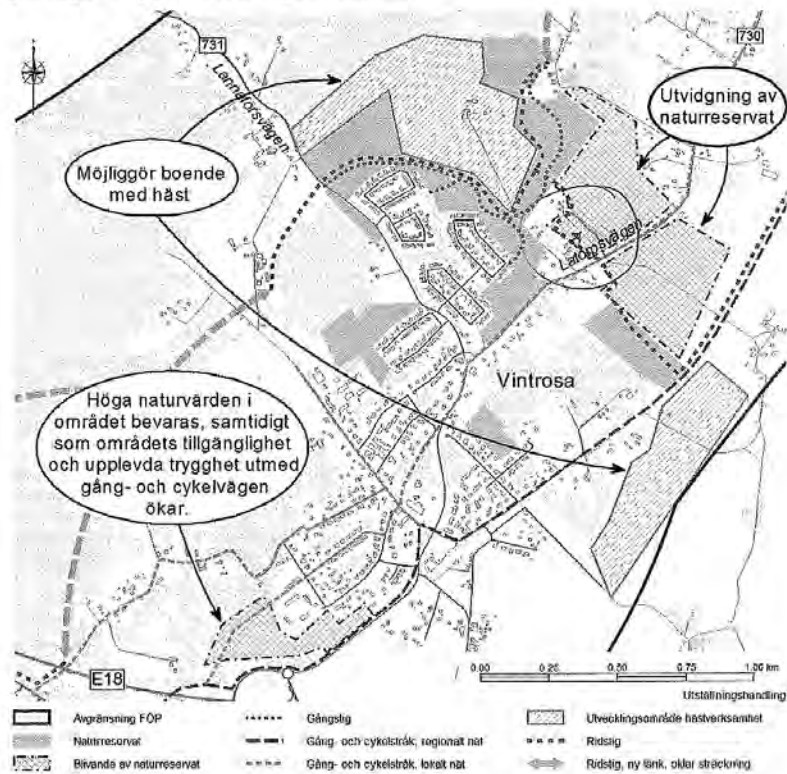 731
730
Lannaforsvägen
Utvidgning av
naturreservat
Möjliggör boende
med häst
Latornsvägen
Vintrosa
Höga naturvärden i
området bevaras, samtidigt
som områdets tillgänglighet
och upplevda trygghet utmed
gång- och cykelvägen
ökar.
E18
0.00 0.25 0.50 0.75 1.00 km
Utställningshandling
Avgränsning FÖP
Gångstig
Utvecklingsområde hästverksamhet
Naturreservat
Gång- och cykelstråk, regionalt nät
Ridstig
Blivande av naturreservat
Gång- och cykelstråk, lokalt nät
Ridstig, ny länk, oklar sträckning